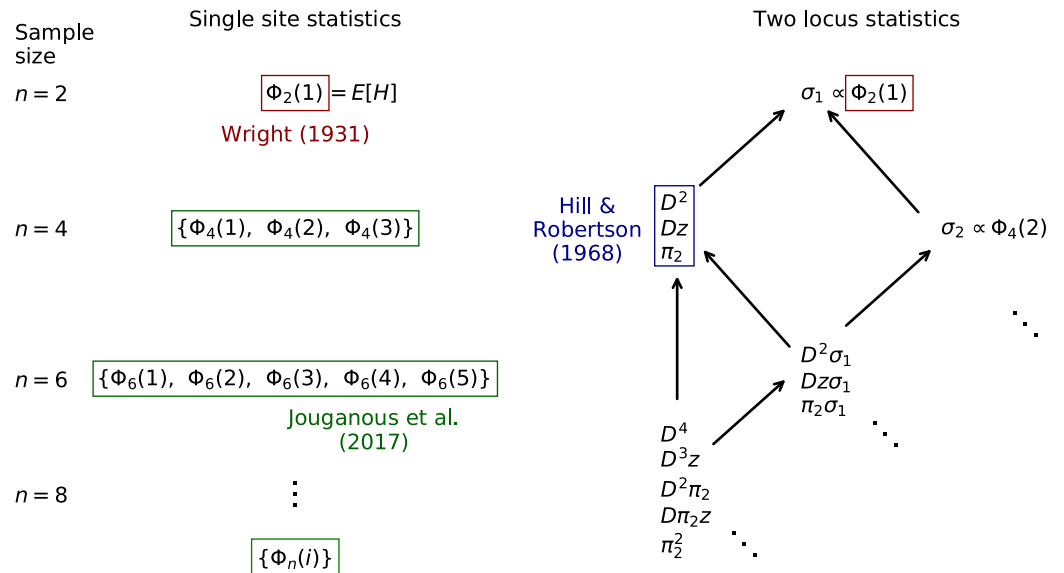 Single site statistics
Two locus statistics
Sample
size
n = 2
Φ₂(1) = E[H]
σ₁ ∝ Φ₂(1)
Wright (1931)
n = 4
{Φ₄(1), Φ₄(2), Φ₄(3)}
Hill &
Robertson
(1968)
D²
Dz
π₂
σ₂ ∝ Φ₄(2)
n = 6
{Φ₆(1), Φ₆(2), Φ₆(3), Φ₆(4), Φ₆(5)}
Jouganous et al.
(2017)
D²σ₁
Dzσ₁
π₂σ₁
n = 8
⋮
{Φₙ(i)}
D⁴
D³z
D²π₂
Dπ₂z
π₂²